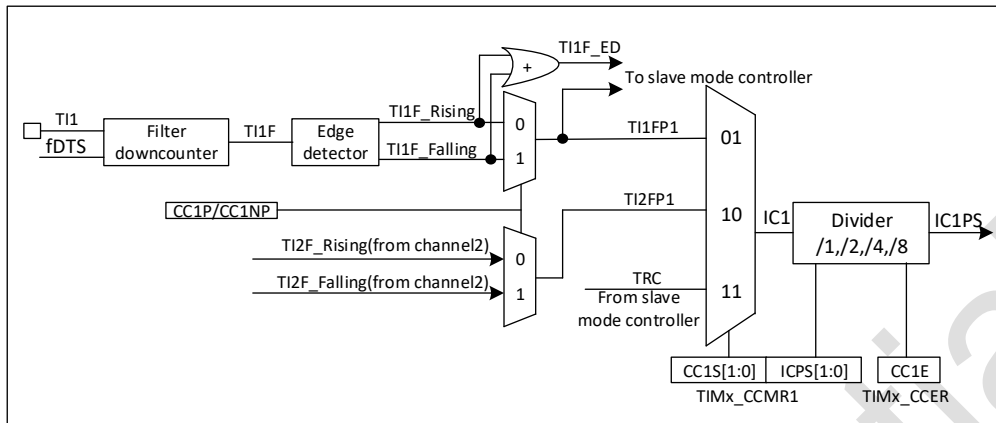 TI1F_ED
+
To slave mode controller
TI1
fDTS
Filter
downcounter
TI1F
Edge
detector
TI1F_Rising
TI1F_Falling
0
1
TI1FP1
01
CC1P/CC1NP
TI2FP1
10
IC1
Divider
/1,/2,/4,/8
IC1PS
TI2F_Rising(from channel2)
TI2F_Falling(from channel2)
0
1
TRC
From slave
mode controller
11
CC1S[1:0]
ICPS[1:0]
CC1E
TIMx_CCMR1
TIMx_CCER